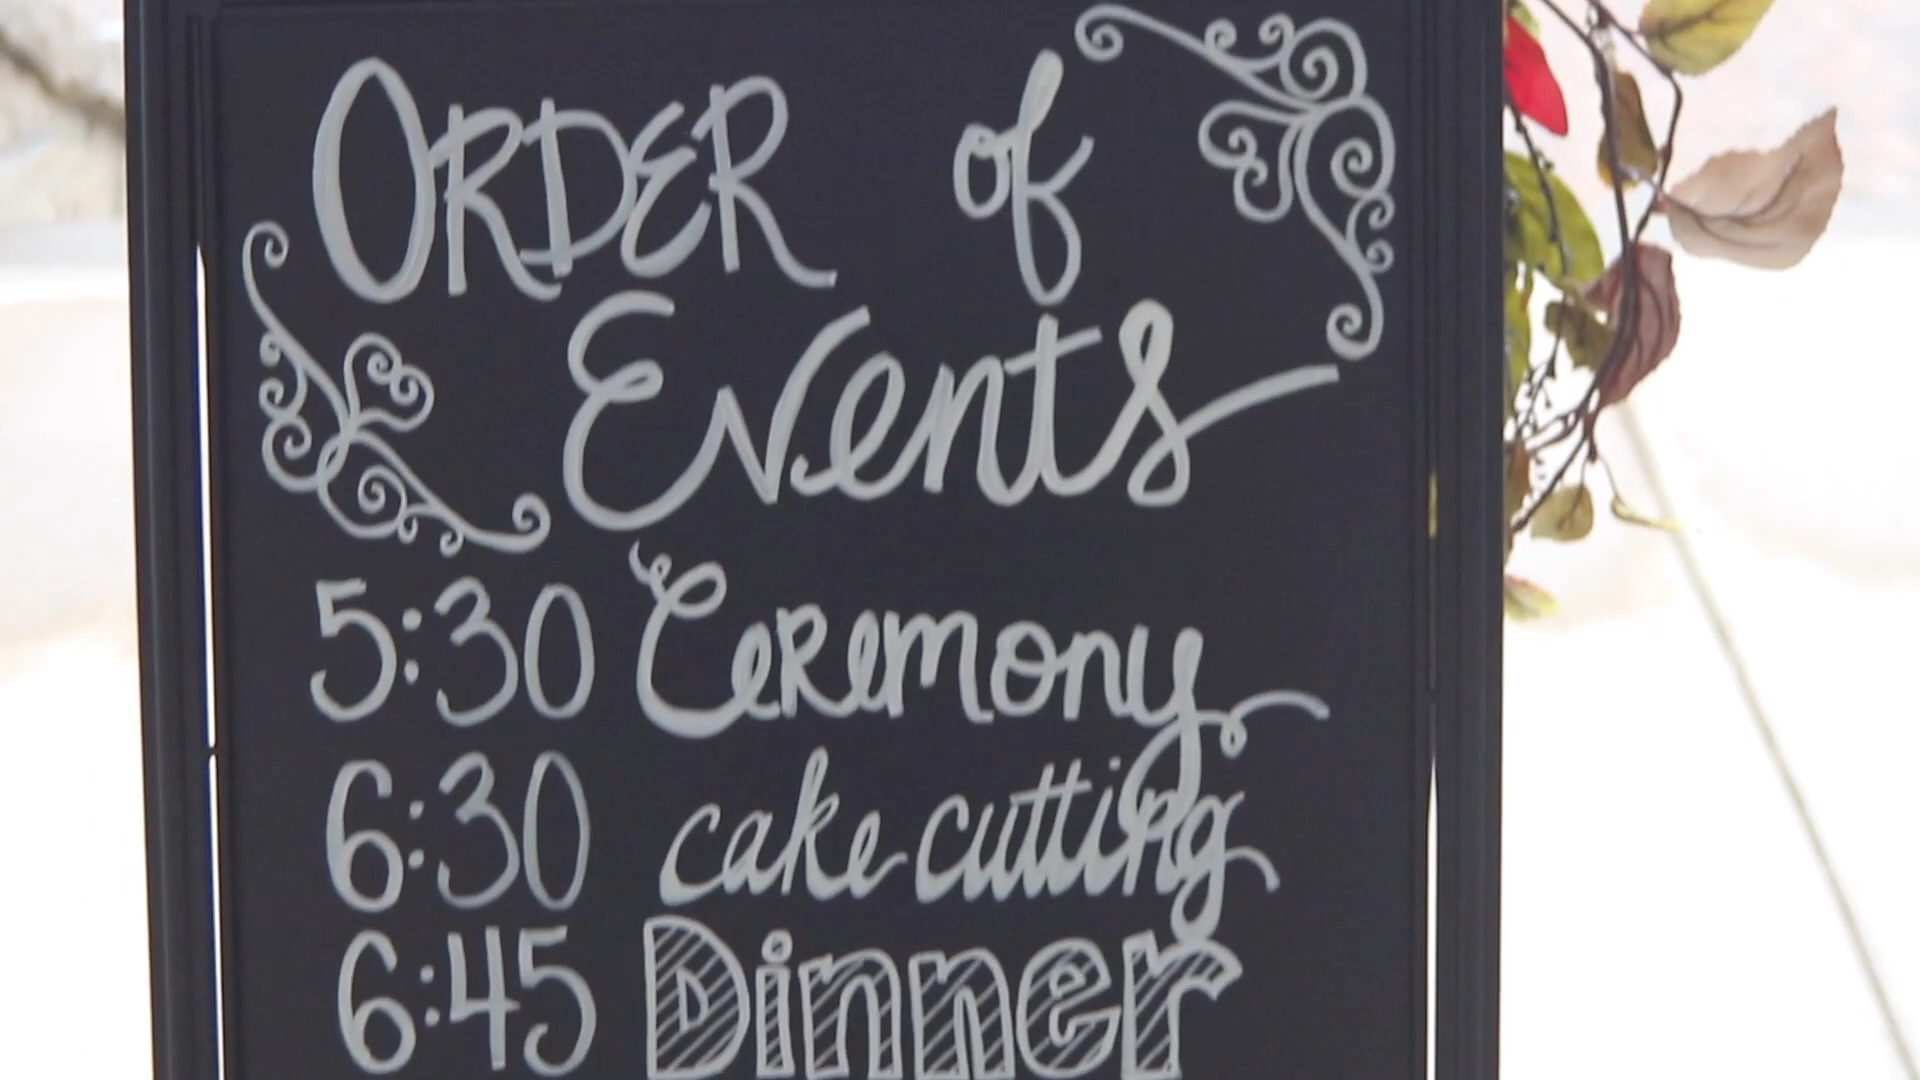 ORDER of
Events
5:30 Ceremony
6:30 cake cutting
6:45 Dinner